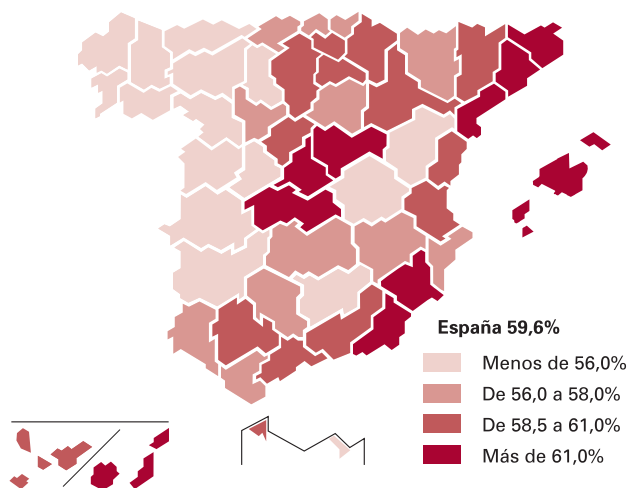 España 59,6%
Menos de 56,0%
De 56,0 a 58,0%
De 58,5 a 61,0%
Más de 61,0%